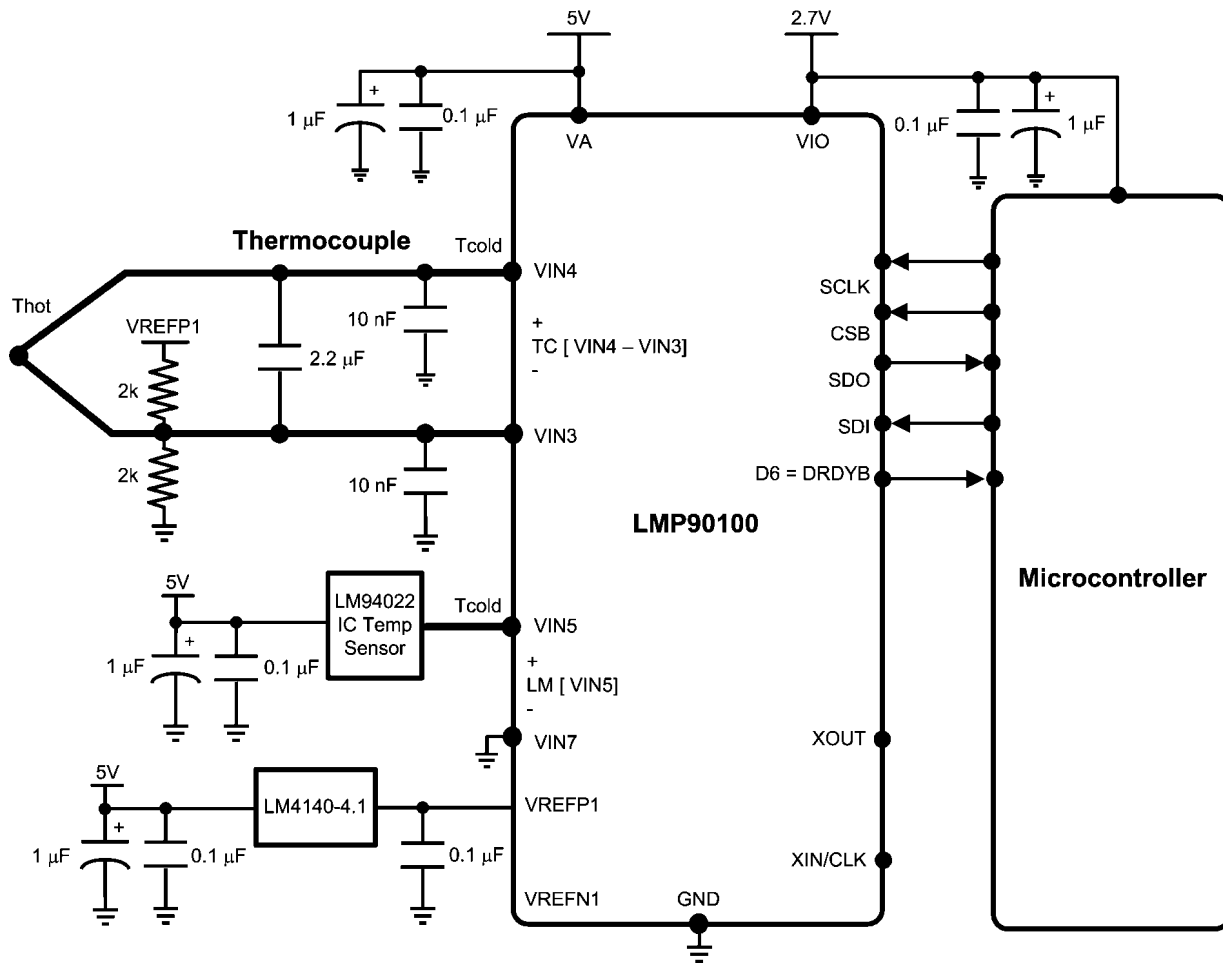 5V
2.7V
+
1 µF
0.1 µF
VA
VIO
0.1 µF
+
1 µF
Thermocouple
Tcold
VIN4
Thot
VREFP1
2k
2.2 µF
10 nF
+
TC [ VIN4 – VIN3]
-
VIN3
2k
10 nF
SCLK
CSB
SDO
SDI
D6 = DRDYB
LMP90100
Microcontroller
5V
+
1 µF
0.1 µF
LM94022
IC Temp
Sensor
Tcold
VIN5
+
LM [ VIN5]
-
VIN7
5V
+
1 µF
0.1 µF
LM4140-4.1
0.1 µF
VREFP1
VREFN1
GND
XOUT
XIN/CLK